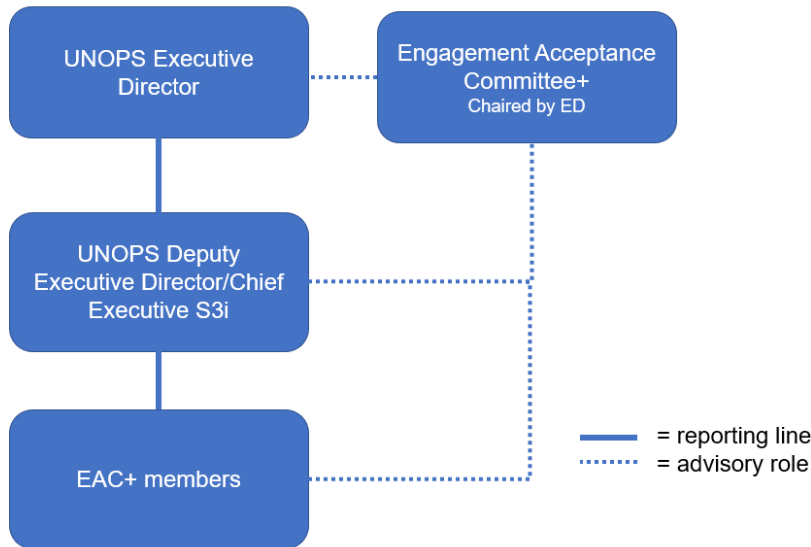 UNOPS Executive
Director
Engagement Acceptance
Committee+
Chaired by ED
UNOPS Deputy
Executive Director/Chief
Executive S3i
EAC+ members
= reporting line
= advisory role